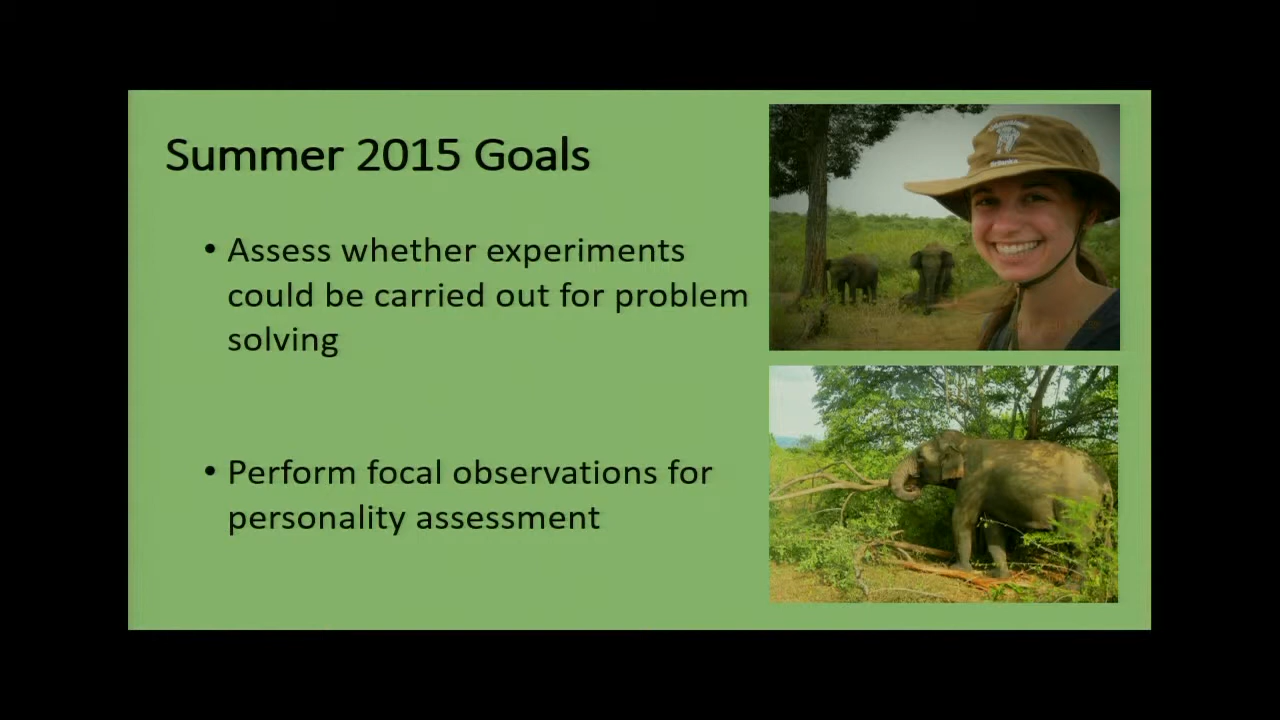 Summer 2015 Goals
• Assess whether experiments
could be carried out for problem
solving
• Perform focal observations for
personality assessment